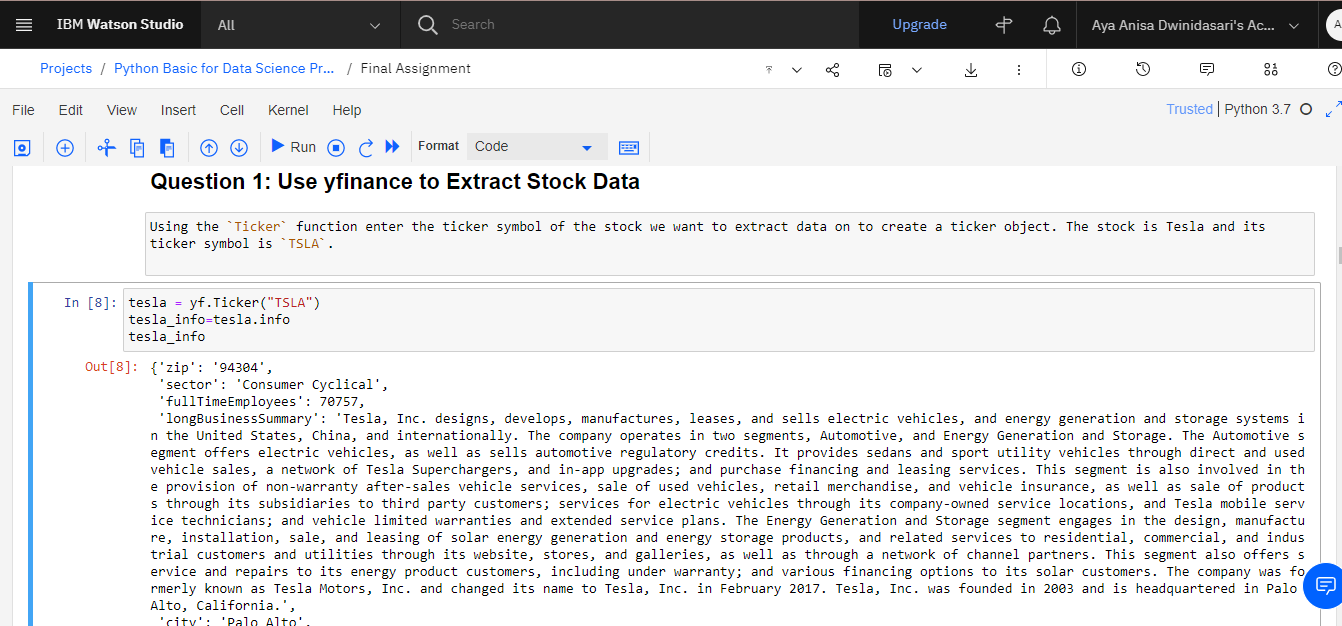 IBM Watson Studio All Search Upgrade Aya Anisa Dwinidasari's Ac... A
Projects / Python Basic for Data Science Pr... / Final Assignment
File Edit View Insert Cell Kernel Help Trusted | Python 3.7
Run Format Code
Question 1: Use yfinance to Extract Stock Data
Using the `Ticker` function enter the ticker symbol of the stock we want to extract data on to create a ticker object. The stock is Tesla and its
ticker symbol is `TSLA`.
In [8]: tesla = yf.Ticker("TSLA")
tesla_info=tesla.info
tesla_info
Out[8]: {'zip': '94304',
'sector': 'Consumer Cyclical',
'fullTimeEmployees': 70757,
'longBusinessSummary': 'Tesla, Inc. designs, develops, manufactures, leases, and sells electric vehicles, and energy generation and storage systems i
n the United States, China, and internationally. The company operates in two segments, Automotive, and Energy Generation and Storage. The Automotive s
egment offers electric vehicles, as well as sells automotive regulatory credits. It provides sedans and sport utility vehicles through direct and used
vehicle sales, a network of Tesla Superchargers, and in-app upgrades; and purchase financing and leasing services. This segment is also involved in th
e provision of non-warranty after-sales vehicle services, sale of used vehicles, retail merchandise, and vehicle insurance, as well as sale of product
s through its subsidiaries to third party customers; services for electric vehicles through its company-owned service locations, and Tesla mobile serv
ice technicians; and vehicle limited warranties and extended service plans. The Energy Generation and Storage segment engages in the design, manufactu
re, installation, sale, and leasing of solar energy generation and energy storage products, and related services to residential, commercial, and indus
trial customers and utilities through its website, stores, and galleries, as well as through a network of channel partners. This segment also offers s
ervice and repairs to its energy product customers, including under warranty; and various financing options to its solar customers. The company was fo
rmerly known as Tesla Motors, Inc. and changed its name to Tesla, Inc. in February 2017. Tesla, Inc. was founded in 2003 and is headquartered in Palo
Alto, California.',
'city': 'Palo Alto',